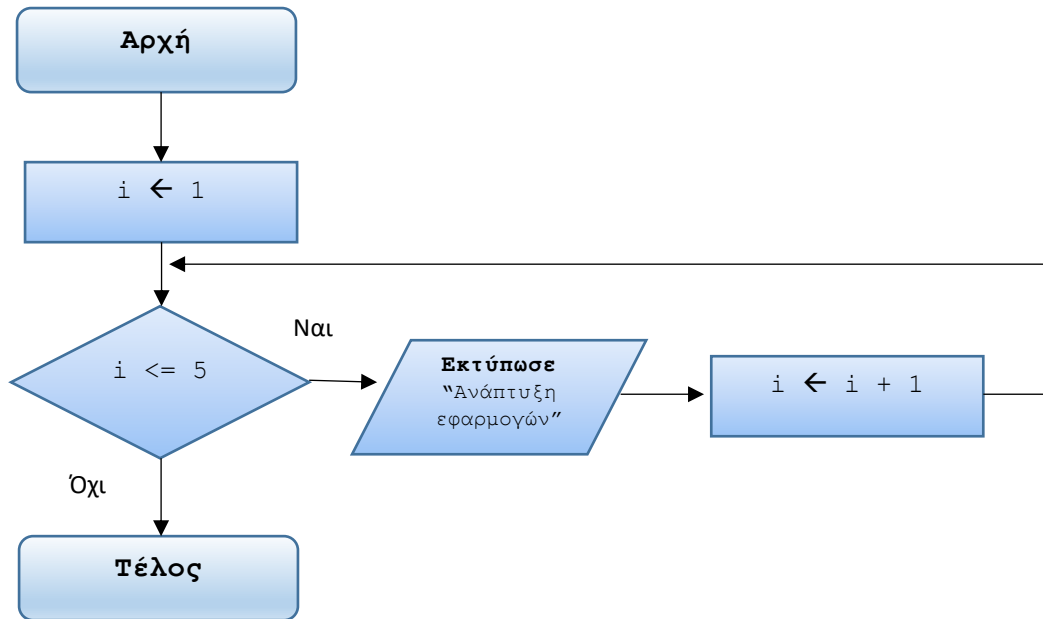 Αρχή
i ← 1
i <= 5
Ναι
Εκτύπωσε
“Ανάπτυξη
εφαρμογών”
i ← i + 1
Όχι
Τέλος